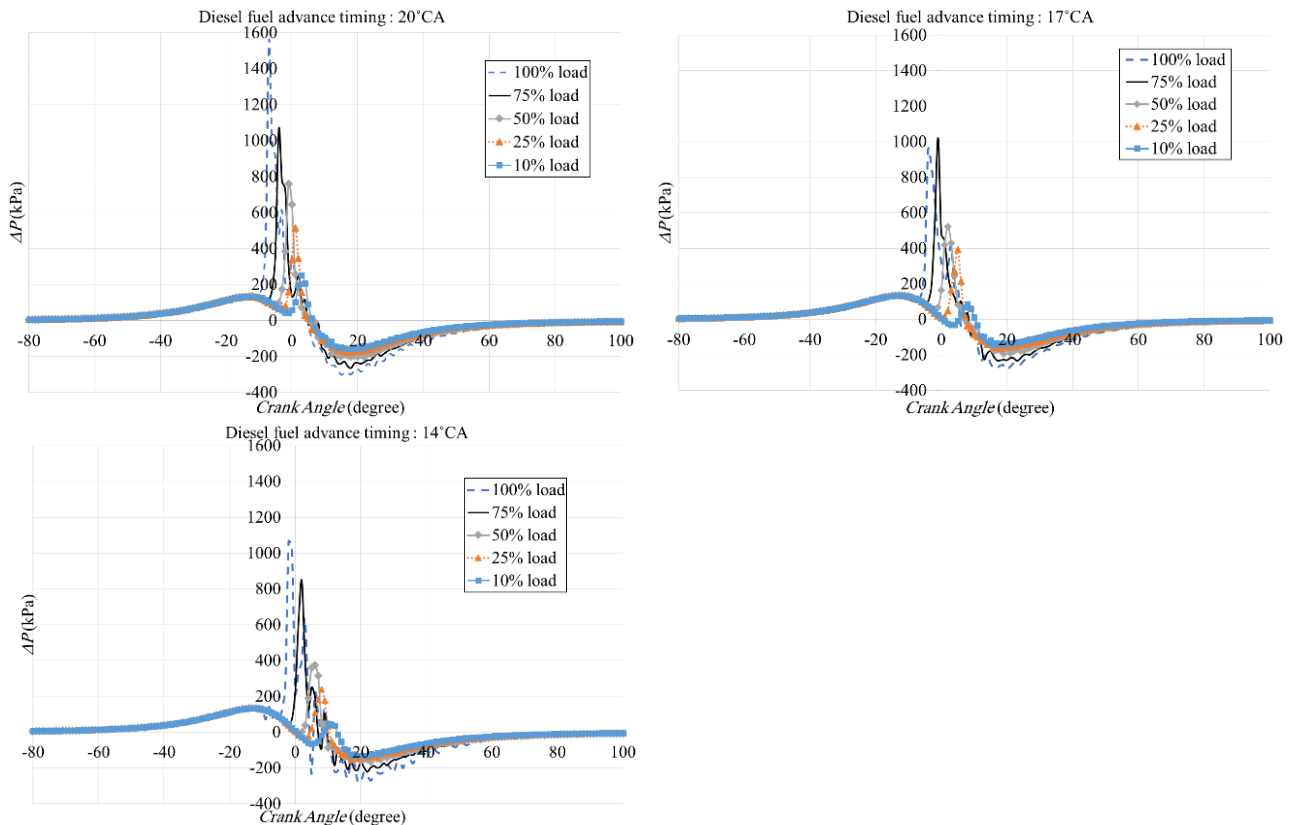 Diesel fuel advance timing : 20˚CA
1600
1400
1200
1000
800
600
400
200
0
-200
-400
-80
-60
-40
-20
0
20
40
60
80
100
ΔP (kPa)
Crank Angle (degree)
100% load
75% load
50% load
25% load
10% load
Diesel fuel advance timing : 17˚CA
1600
1400
1200
1000
800
600
400
200
0
-200
-400
-80
-60
-40
-20
0
20
40
60
80
100
ΔP (kPa)
Crank Angle (degree)
100% load
75% load
50% load
25% load
10% load
Diesel fuel advance timing : 14˚CA
1600
1400
1200
1000
800
600
400
200
0
-200
-400
-80
-60
-40
-20
0
20
40
60
80
100
ΔP (kPa)
Crank Angle (degree)
100% load
75% load
50% load
25% load
10% load